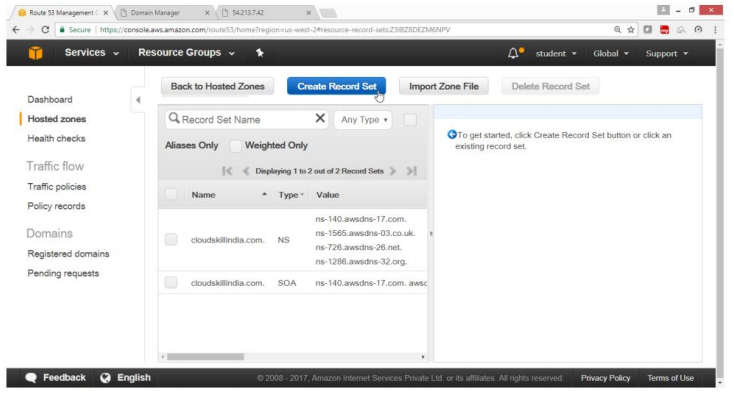 Route 53 Management C
Domain Manager
54.213.7.42
Secure https://console.aws.amazon.com/route53/home?region=us-west-2#resource-record-sets:Z3IBZ8DEZM6NPV
Services
Resource Groups
student
Global
Support
Dashboard
Hosted zones
Health checks
Traffic flow
Traffic policies
Policy records
Domains
Registered domains
Pending requests
Back to Hosted Zones
Create Record Set
Import Zone File
Delete Record Set
Record Set Name
Any Type
Aliases Only
Weighted Only
Displaying 1 to 2 out of 2 Record Sets
Name Type Value
cloudskillindia.com. NS
ns-140.awsdns-17.com.
ns-1565.awsdns-03.co.uk.
ns-726.awsdns-26.net.
ns-1286.awsdns-32.org.
cloudskillindia.com. SOA ns-140.awsdns-17.com. awsd
To get started, click Create Record Set button or click an
existing record set.
Feedback
English
© 2008 - 2017, Amazon Internet Services Private Ltd. or its affiliates. All rights reserved.
Privacy Policy
Terms of Use